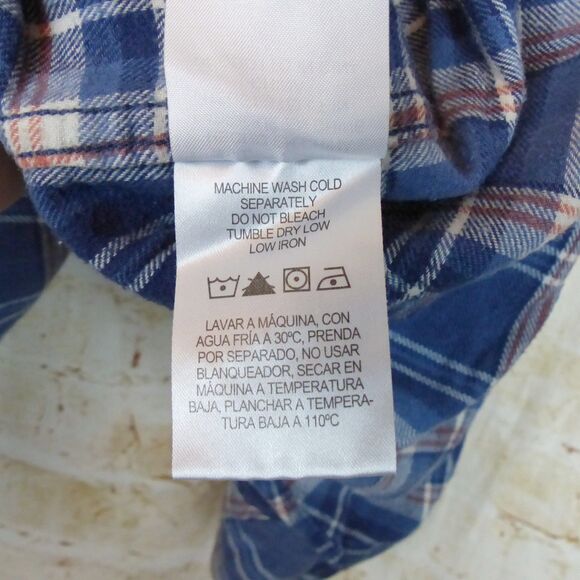 MACHINE WASH COLD
SEPARATELY
DO NOT BLEACH
TUMBLE DRY LOW
LOW IRON
LAVAR A MÁQUINA, CON
AGUA FRÍA A 30ºC, PRENDA
POR SEPARADO, NO USAR
BLANQUEADOR, SECAR EN
MÁQUINA A TEMPERATURA
BAJA, PLANCHAR A TEMPERA-
TURA BAJA A 110ºC